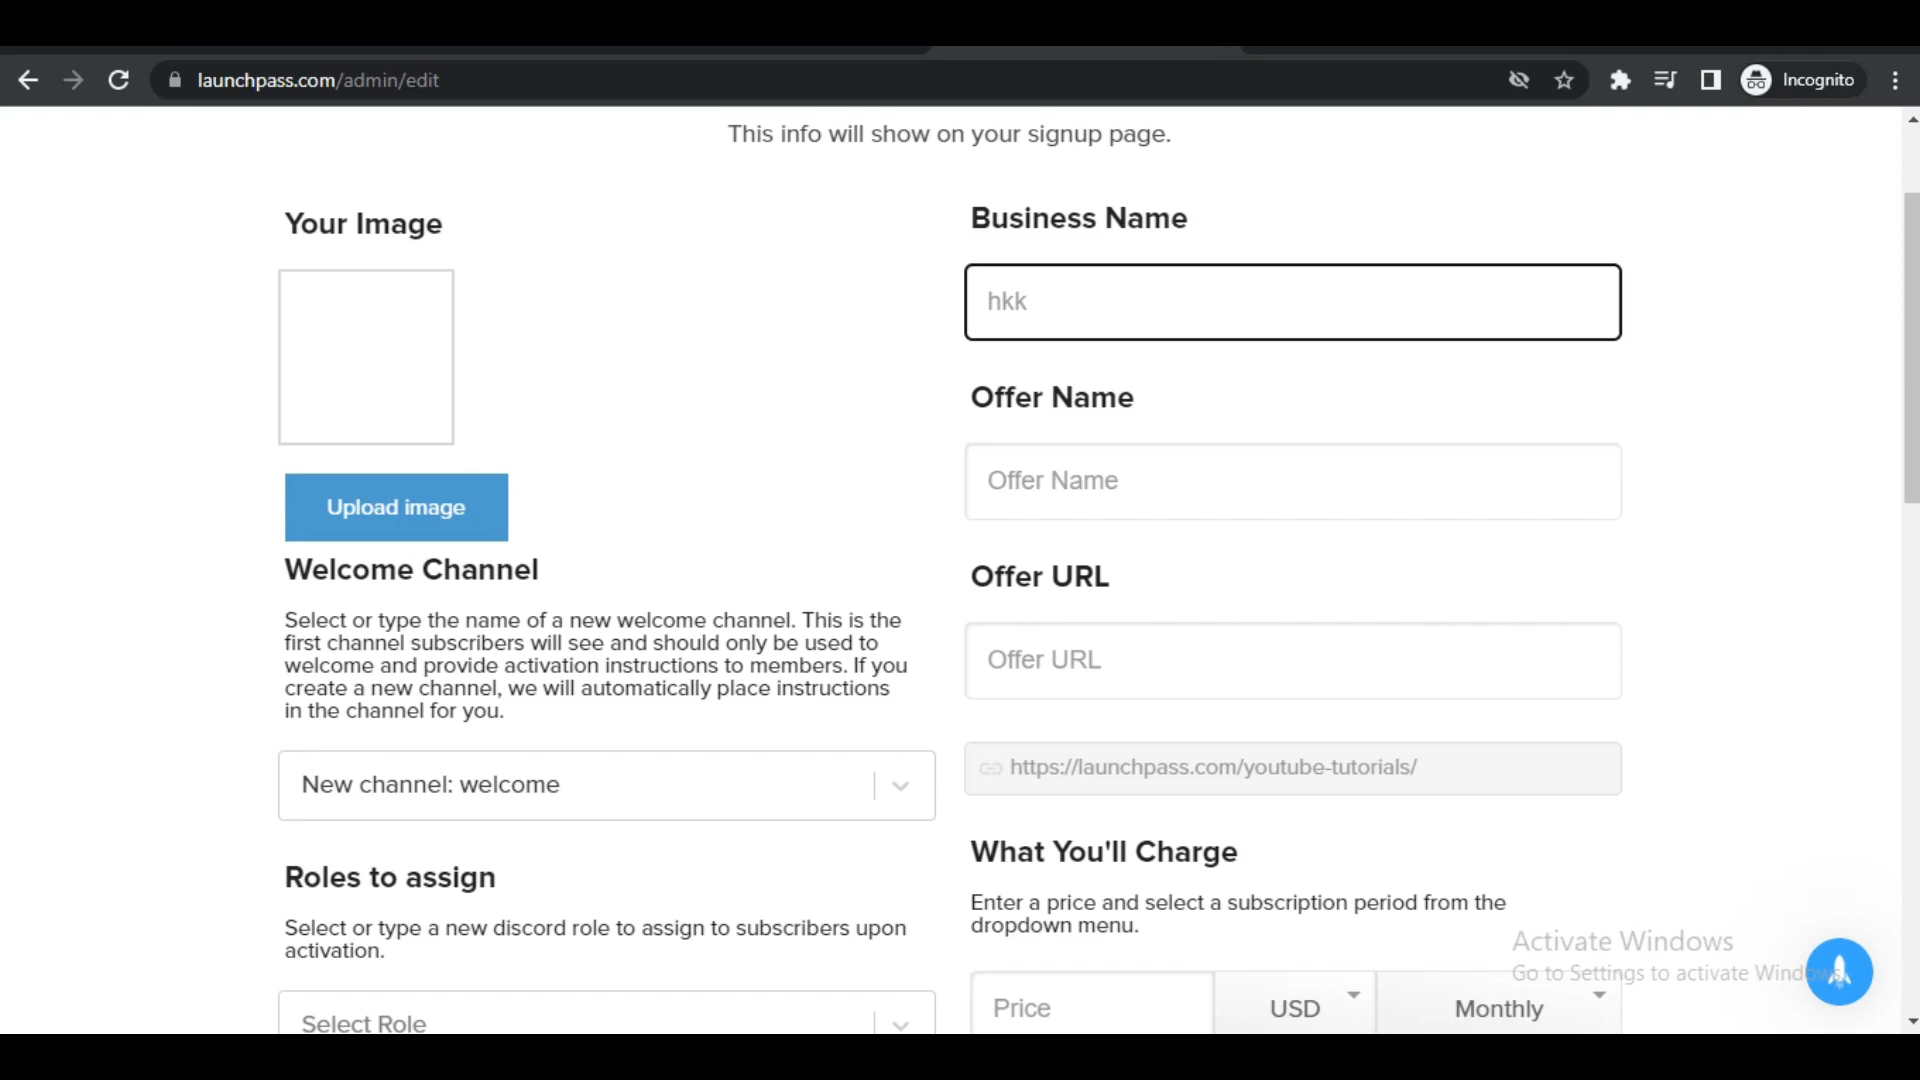 launchpass.com/admin/edit
Incognito
This info will show on your signup page.
Your Image
Upload image
Welcome Channel
Select or type the name of a new welcome channel. This is the
first channel subscribers will see and should only be used to
welcome and provide activation instructions to members. If you
create a new channel, we will automatically place instructions
in the channel for you.
New channel: welcome
Roles to assign
Select or type a new discord role to assign to subscribers upon
activation.
Select Role
Business Name
hkk
Offer Name
Offer Name
Offer URL
Offer URL
https://launchpass.com/youtube-tutorials/
What You'll Charge
Enter a price and select a subscription period from the
dropdown menu.
Price
USD
Monthly
Activate Windows
Go to Settings to activate Windows.